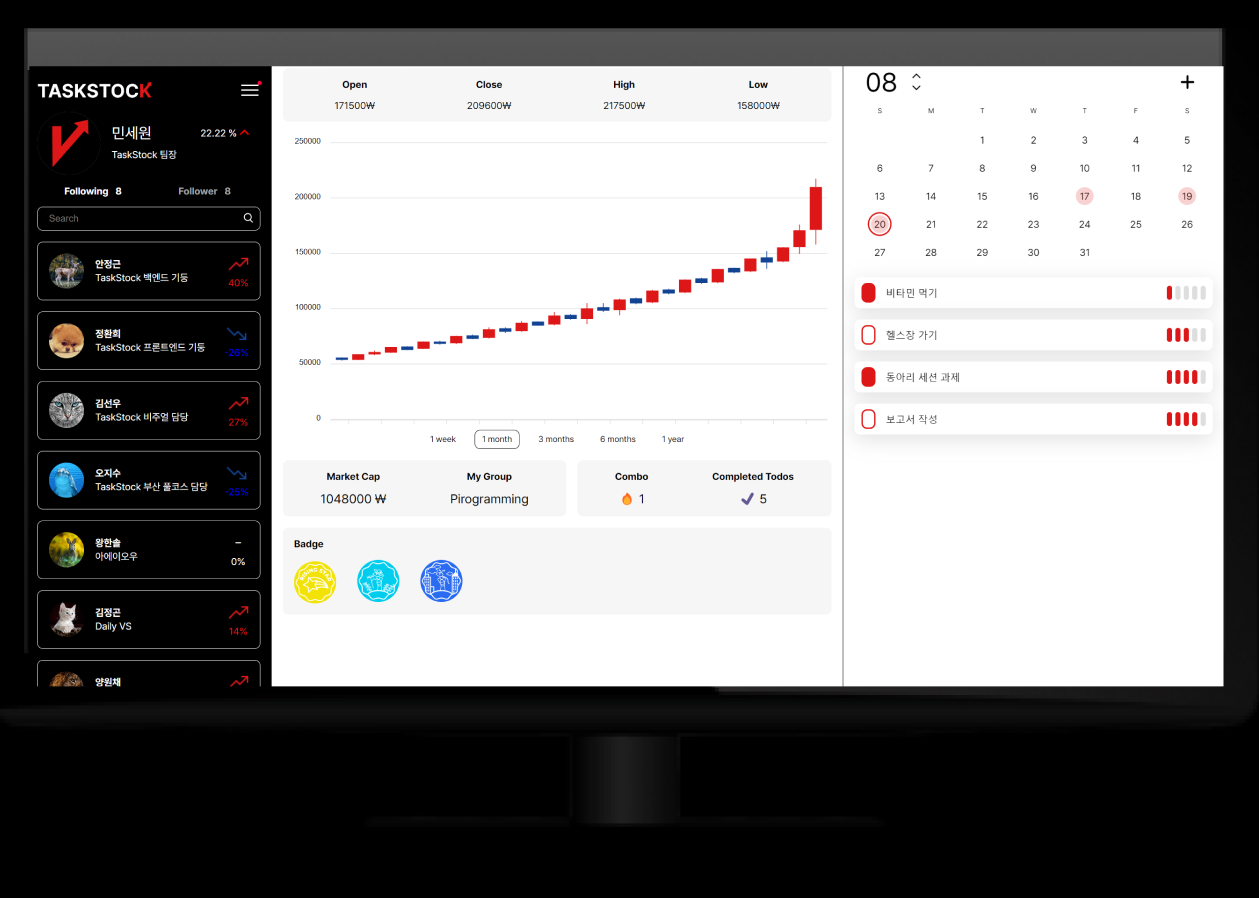 TASKSTOCK
민세원
22.22 %
TaskStock 팀장
Following 8
Follower 8
Search
안정근
TaskStock 백엔드 기둥
40%
정환희
TaskStock 프론트엔드 기둥
-26%
김선우
TaskStock 비주얼 담당
27%
오지수
TaskStock 부산 풀코스 담당
-25%
왕한솔
아에이오우
–
0%
김정곤
Daily VS
14%
양원채
Open Close High Low
171500₩ 209600₩ 217500₩ 158000₩
250000
200000
150000
100000
50000
0
1 week 1 month 3 months 6 months 1 year
Market Cap My Group
1048000 ₩ Pirogramming
Combo Completed Todos
1 5
Badge
08 +
S M T W T F S
1 2 3 4 5
6 7 8 9 10 11 12
13 14 15 16 17 18 19
20 21 22 23 24 25 26
27 28 29 30 31
비타민 먹기
헬스장 가기
동아리 세션 과제
보고서 작성